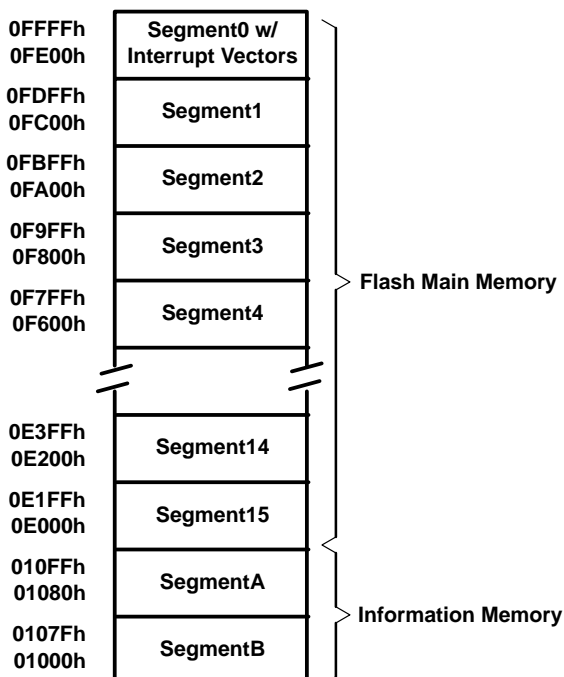 0FFFFh
0FE00h
Segment0 w/
Interrupt Vectors
0FDFFh
0FC00h
Segment1
0FBFFh
0FA00h
Segment2
0F9FFh
0F800h
Segment3
Flash Main Memory
0F7FFh
0F600h
Segment4
0E3FFh
0E200h
Segment14
0E1FFh
0E000h
Segment15
010FFh
01080h
SegmentA
Information Memory
0107Fh
01000h
SegmentB